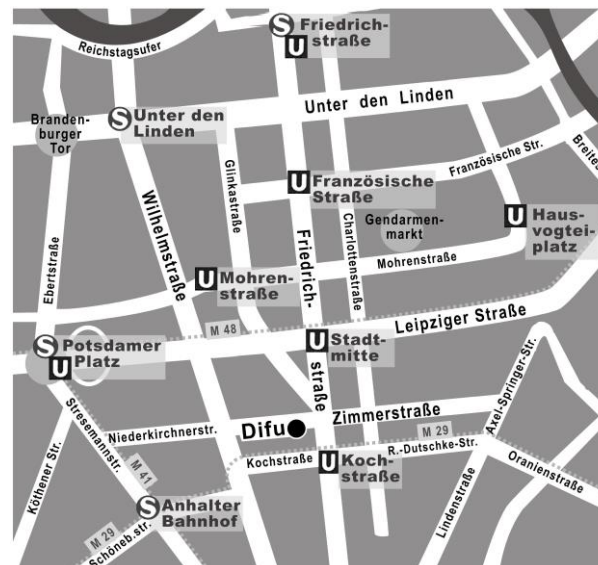 S Friedrich-
U straße
Reichstagsufer
Unter den Linden
Branden-
burger
Tor
S Unter den
Linden
Breites
Französische Str.
Glinkastraße
U Französische
Straße
Wilhelmstraße
Charlottenstraße
Gendarmen-
markt
U Haus-
vogtei-
platz
Friedrich-
straße
Mohrenstraße
Ebertstraße
U Mohren-
straße
Leipziger Straße
M 48
S Potsdamer
U Platz
U Stadt-
mitte
Axel-Springer-Str.
Zimmerstraße
Stresemannstr.
Niederkirchnerstr.
Difu
M 29
R.-Dutschke-Str.
Kochstraße
U Koch-
straße
Oranienstraße
Köthener Str.
M 41
Lindenstraße
S Anhalter
Bahnhof
M 29
Schöneb.str.